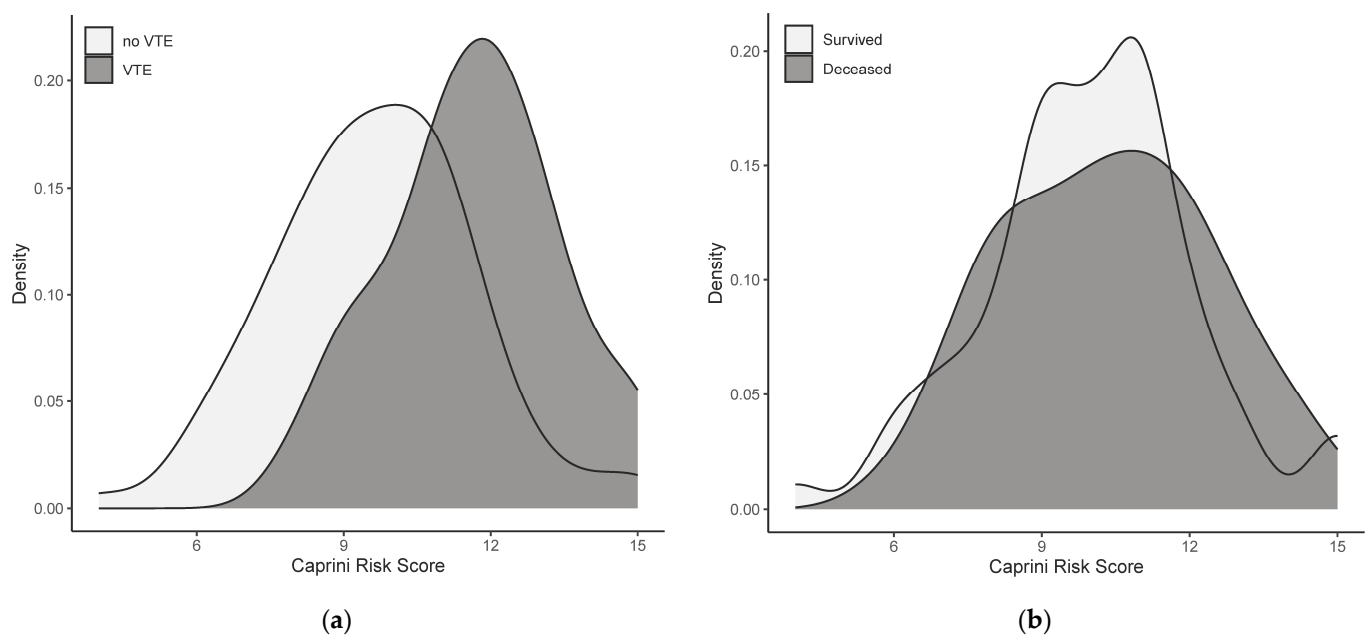 no VTE
VTE
0.20
0.15
0.10
0.05
0.00
Density
6 9 12 15
Caprini Risk Score
(a)
Survived
Deceased
0.20
0.15
0.10
0.05
0.00
Density
6 9 12 15
Caprini Risk Score
(b)